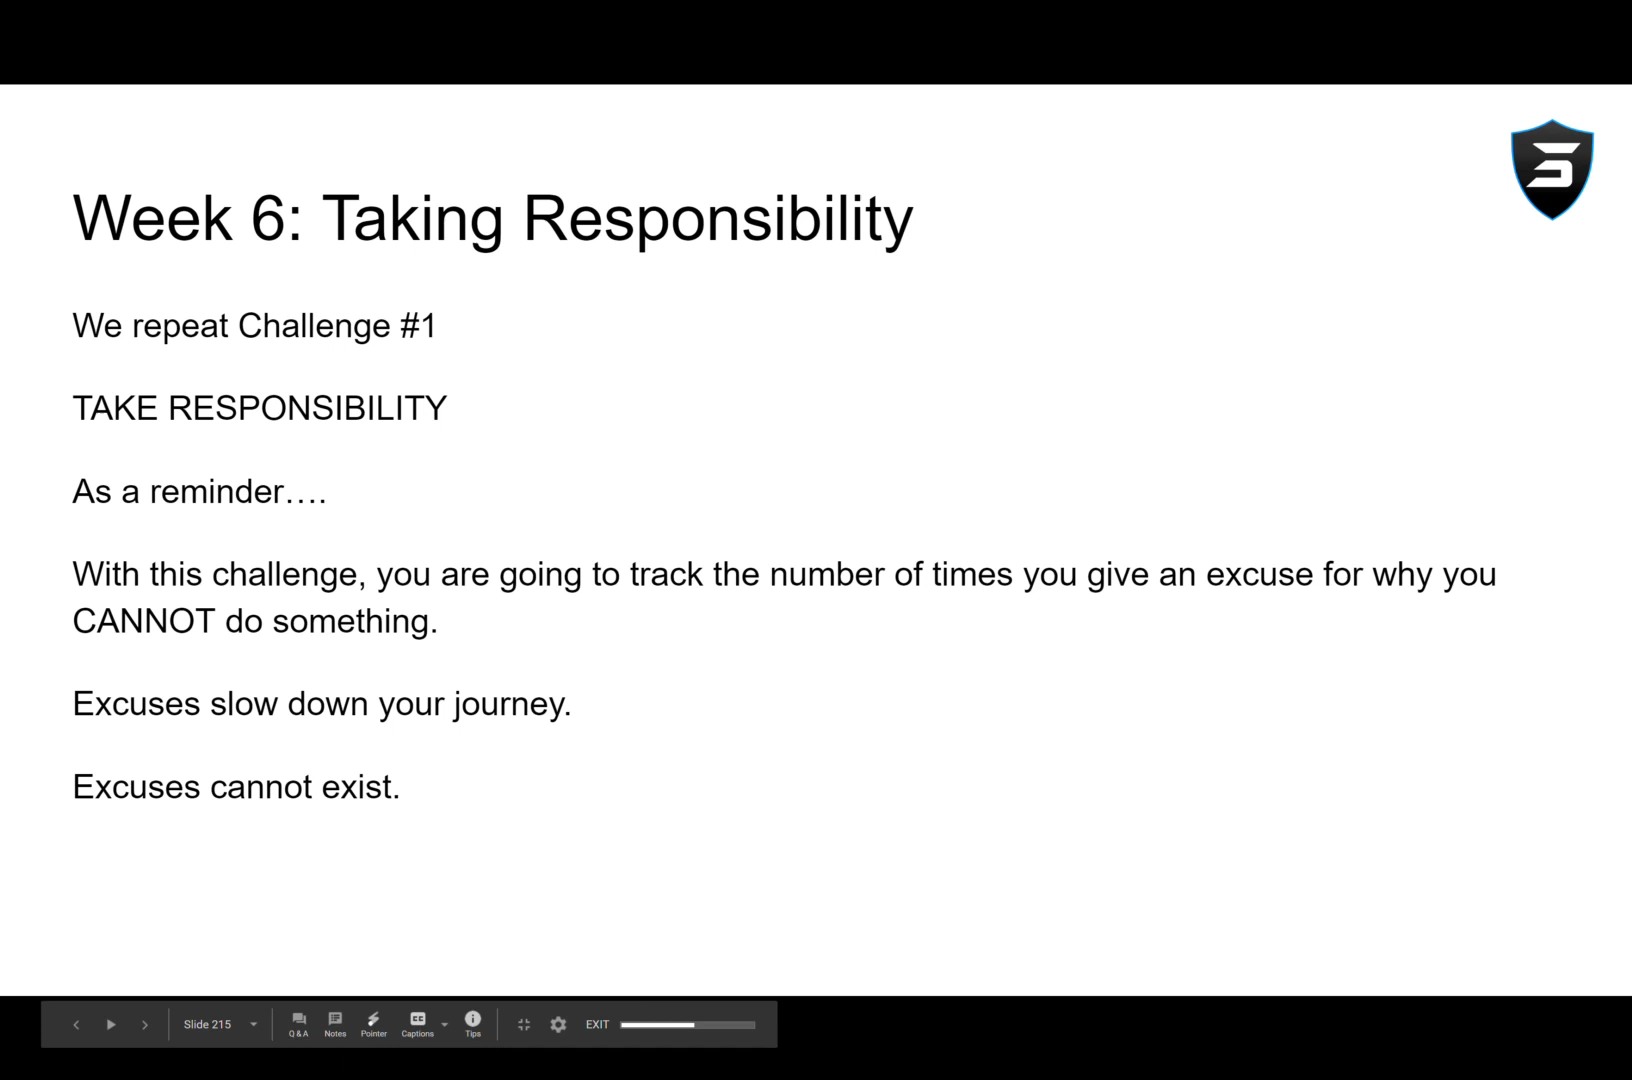 Week 6: Taking Responsibility
We repeat Challenge #1
TAKE RESPONSIBILITY
As a reminder….
With this challenge, you are going to track the number of times you give an excuse for why you
CANNOT do something.
Excuses slow down your journey.
Excuses cannot exist.
Slide 215
Q & A
Notes
Pointer
CC
Captions
Tips
EXIT